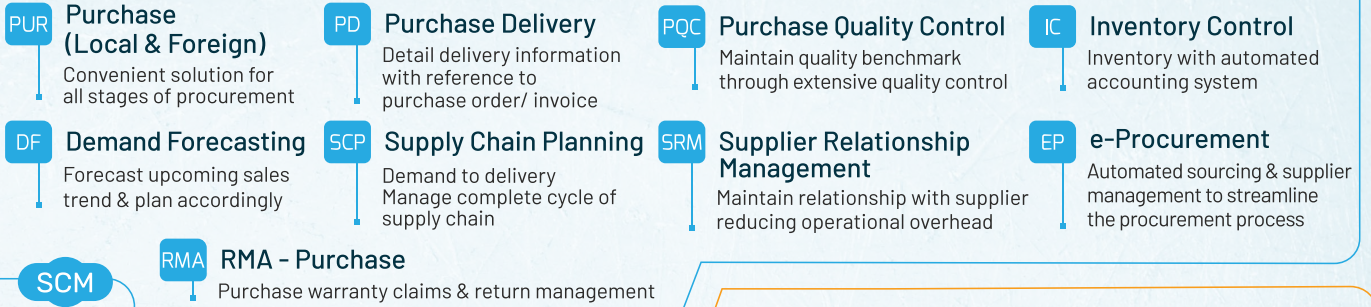 PUR
Purchase
(Local & Foreign)
Convenient solution for
all stages of procurement
PD
Purchase Delivery
Detail delivery information
with reference to
purchase order/ invoice
PQC
Purchase Quality Control
Maintain quality benchmark
through extensive quality control
IC
Inventory Control
Inventory with automated
accounting system
DF
Demand Forecasting
Forecast upcoming sales
trend & plan accordingly
SCP
Supply Chain Planning
Demand to delivery
Manage complete cycle of
supply chain
SRM
Supplier Relationship
Management
Maintain relationship with supplier
reducing operational overhead
EP
e-Procurement
Automated sourcing & supplier
management to streamline
the procurement process
SCM
RMA
RMA - Purchase
Purchase warranty claims & return management